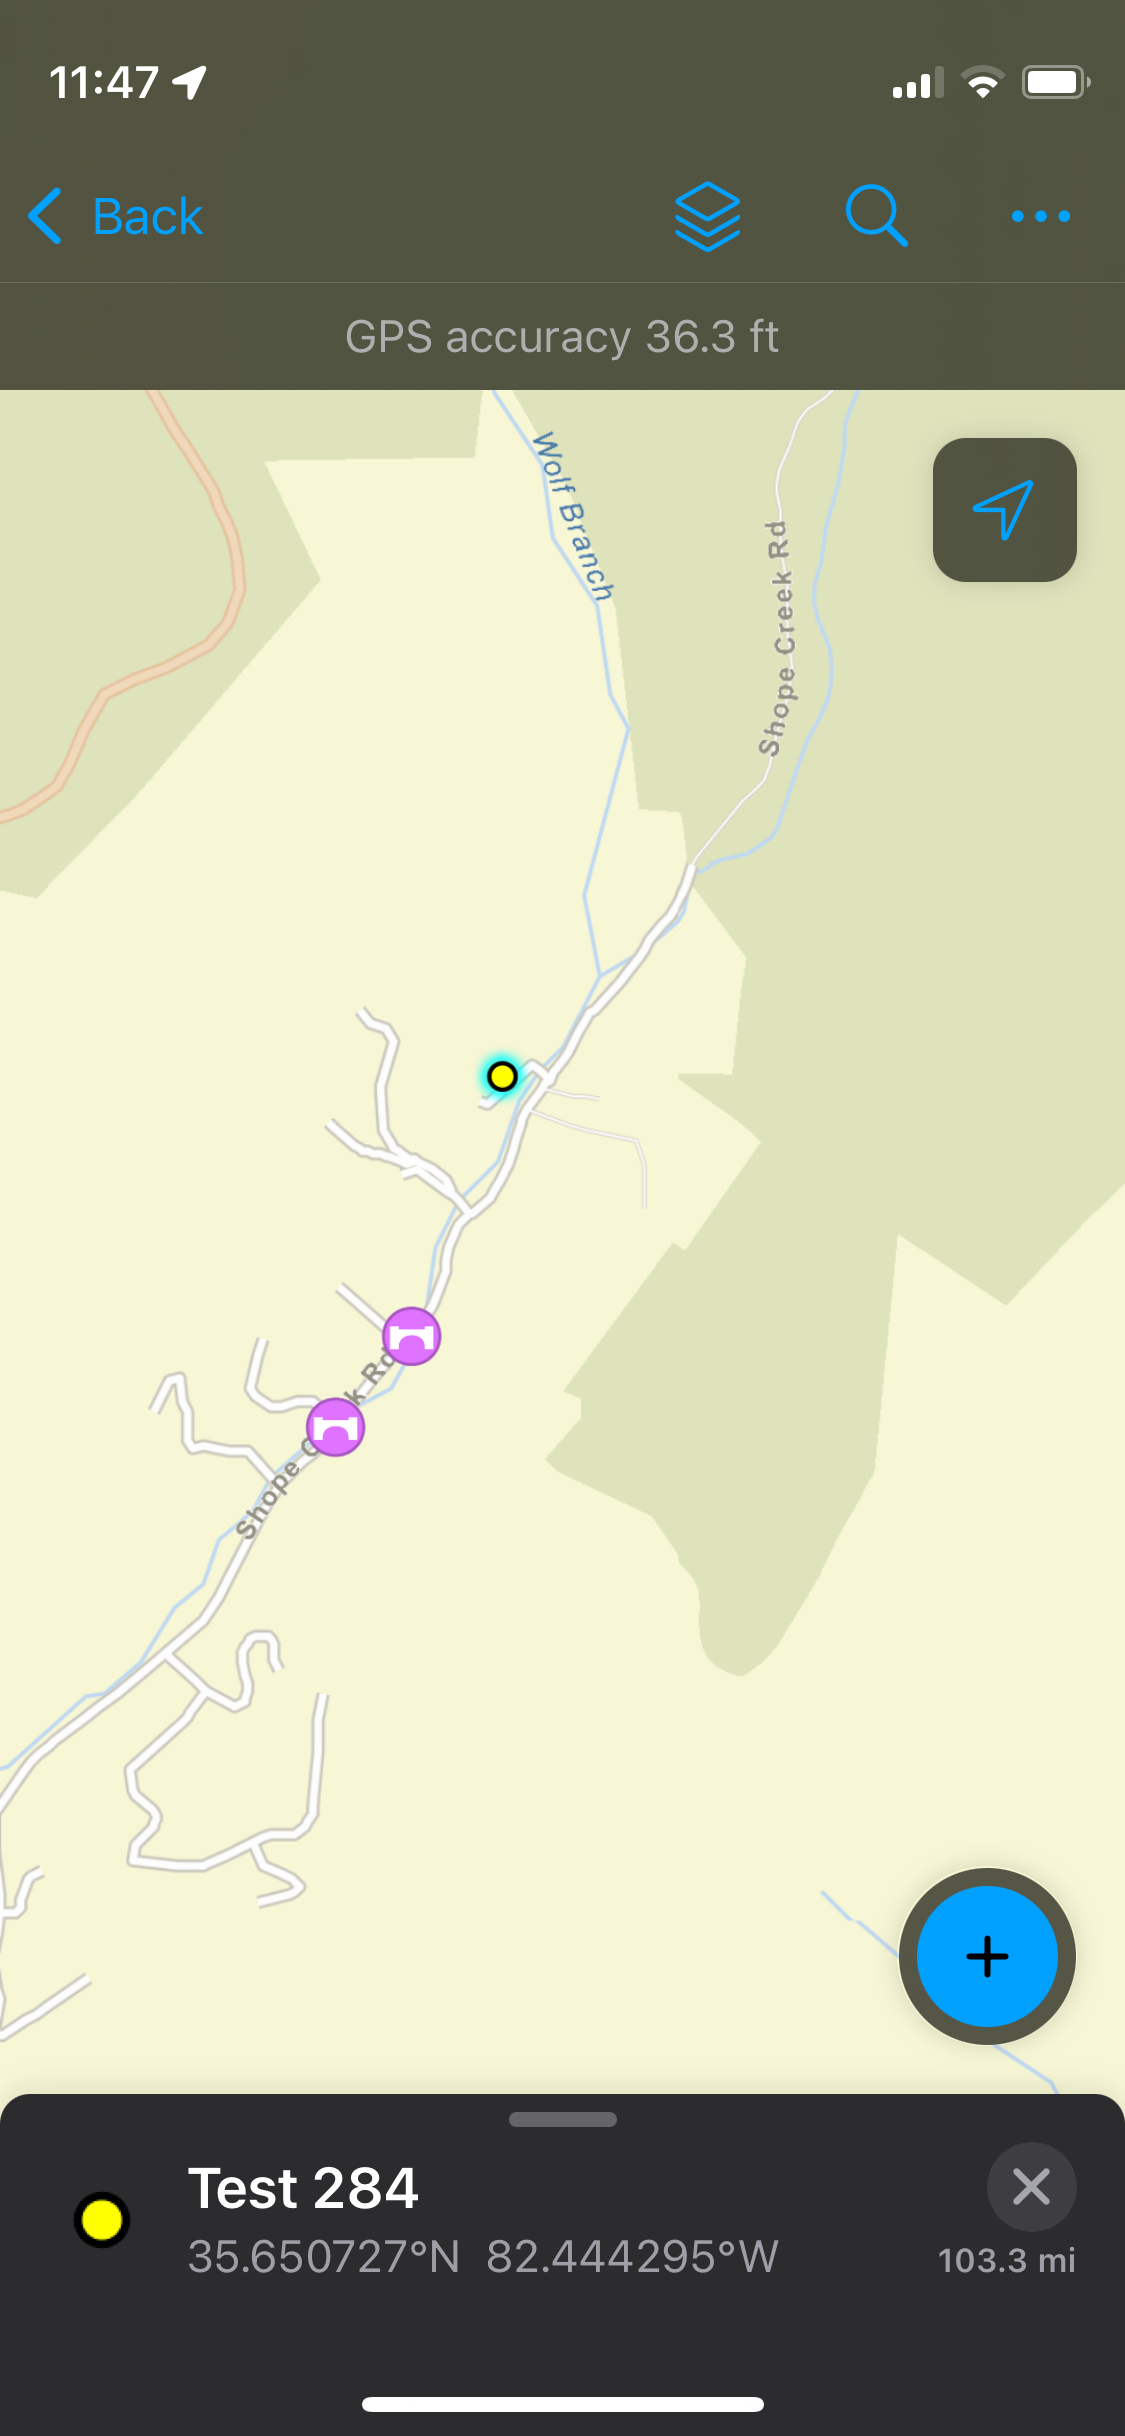 11:47
Back
GPS accuracy 36.3 ft
Wolf Branch
Shope Creek Rd
Shope C k Rd
Test 284
35.650727°N 82.444295°W
103.3 mi